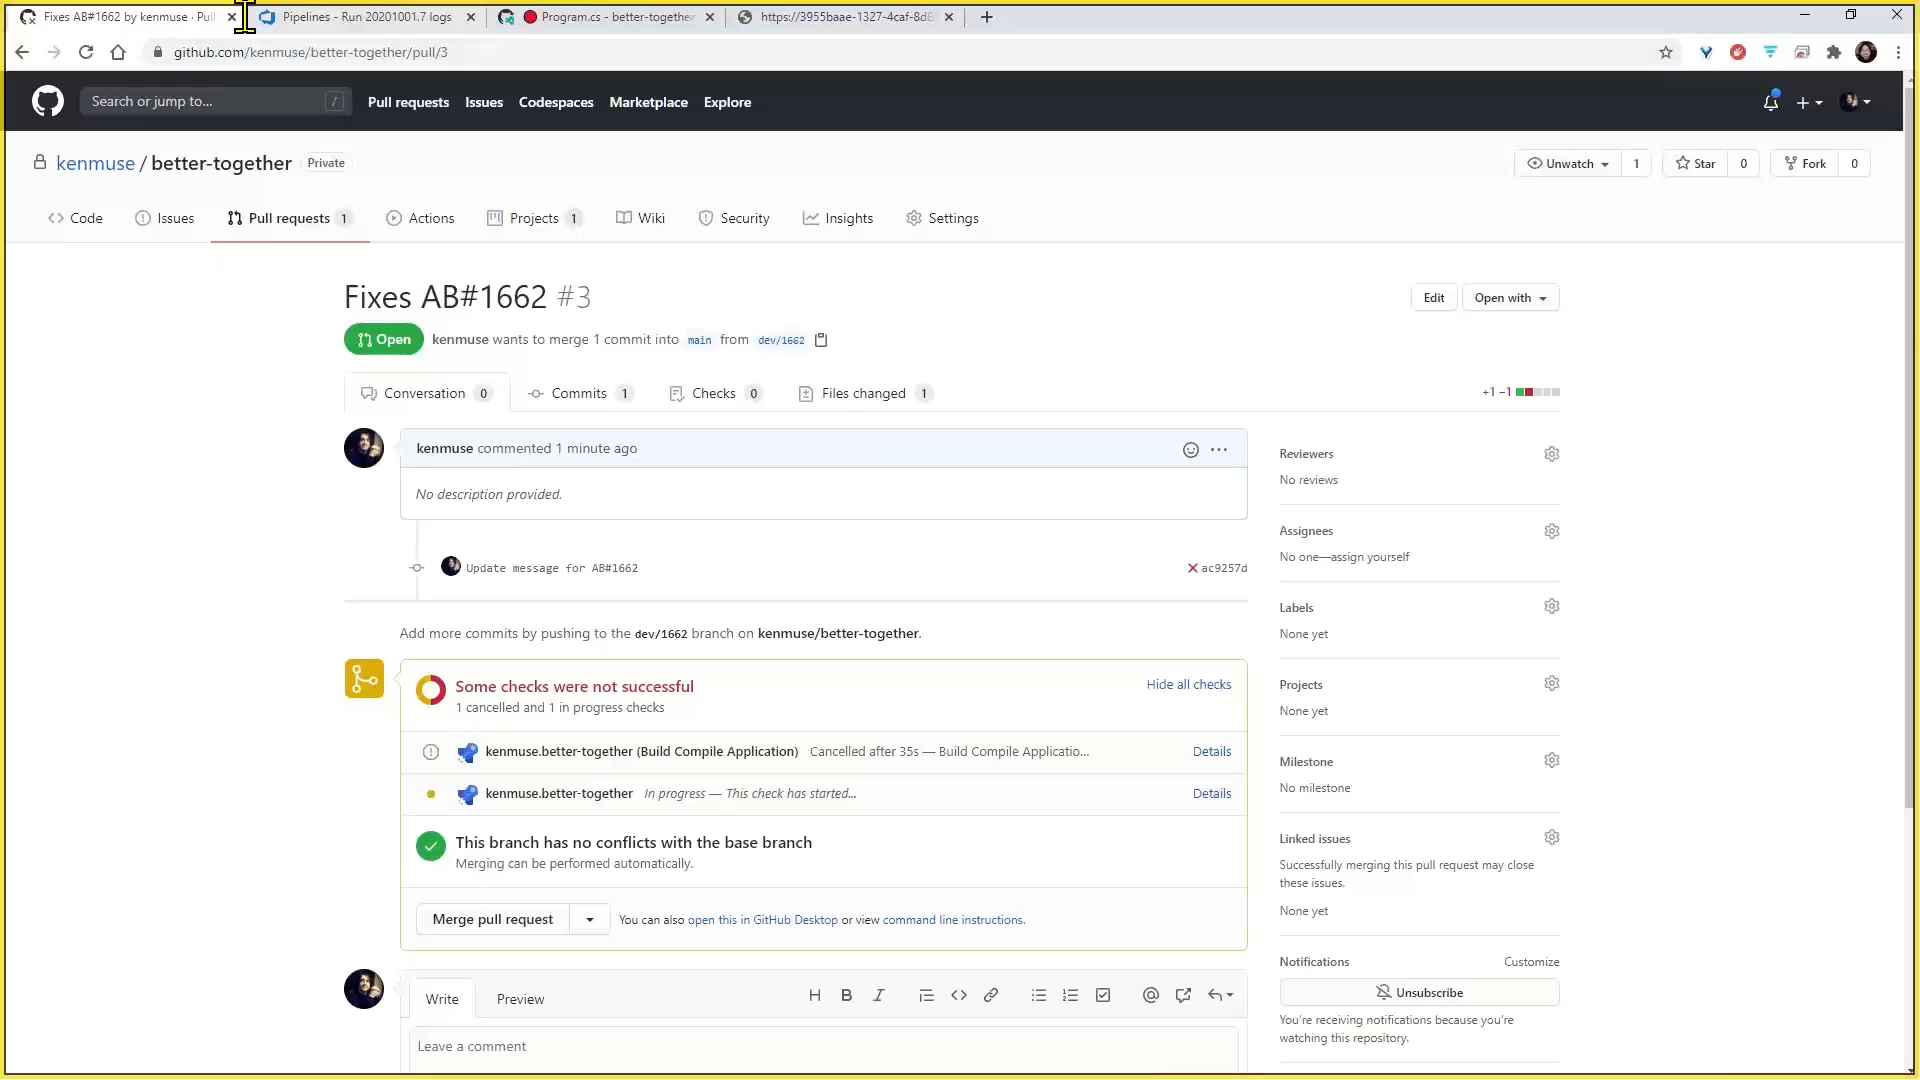 Fixes AB#1662 by kenmuse · Pul
Pipelines - Run 20201001.7 logs
Program.cs - better-together
https://3955baae-1327-4caf-8d8
github.com/kenmuse/better-together/pull/3
Search or jump to... /
Pull requests Issues Codespaces Marketplace Explore
kenmuse / better-together Private
Unwatch 1 Star 0 Fork 0
Code Issues Pull requests 1 Actions Projects 1 Wiki Security Insights Settings
Fixes AB#1662 #3
Edit Open with
Open kenmuse wants to merge 1 commit into main from dev/1662
Conversation 0 Commits 1 Checks 0 Files changed 1 +1 −1
kenmuse commented 1 minute ago
No description provided.
Update message for AB#1662 ac9257d
Add more commits by pushing to the dev/1662 branch on kenmuse/better-together.
Some checks were not successful
Hide all checks
1 cancelled and 1 in progress checks
kenmuse.better-together (Build Compile Application) Cancelled after 35s — Build Compile Applicatio... Details
kenmuse.better-together In progress — This check has started... Details
This branch has no conflicts with the base branch
Merging can be performed automatically.
Merge pull request You can also open this in GitHub Desktop or view command line instructions.
Write Preview
H B I
Leave a comment
Reviewers
No reviews
Assignees
No one—assign yourself
Labels
None yet
Projects
None yet
Milestone
No milestone
Linked issues
Successfully merging this pull request may close
these issues.
None yet
Notifications Customize
Unsubscribe
You're receiving notifications because you're
watching this repository.